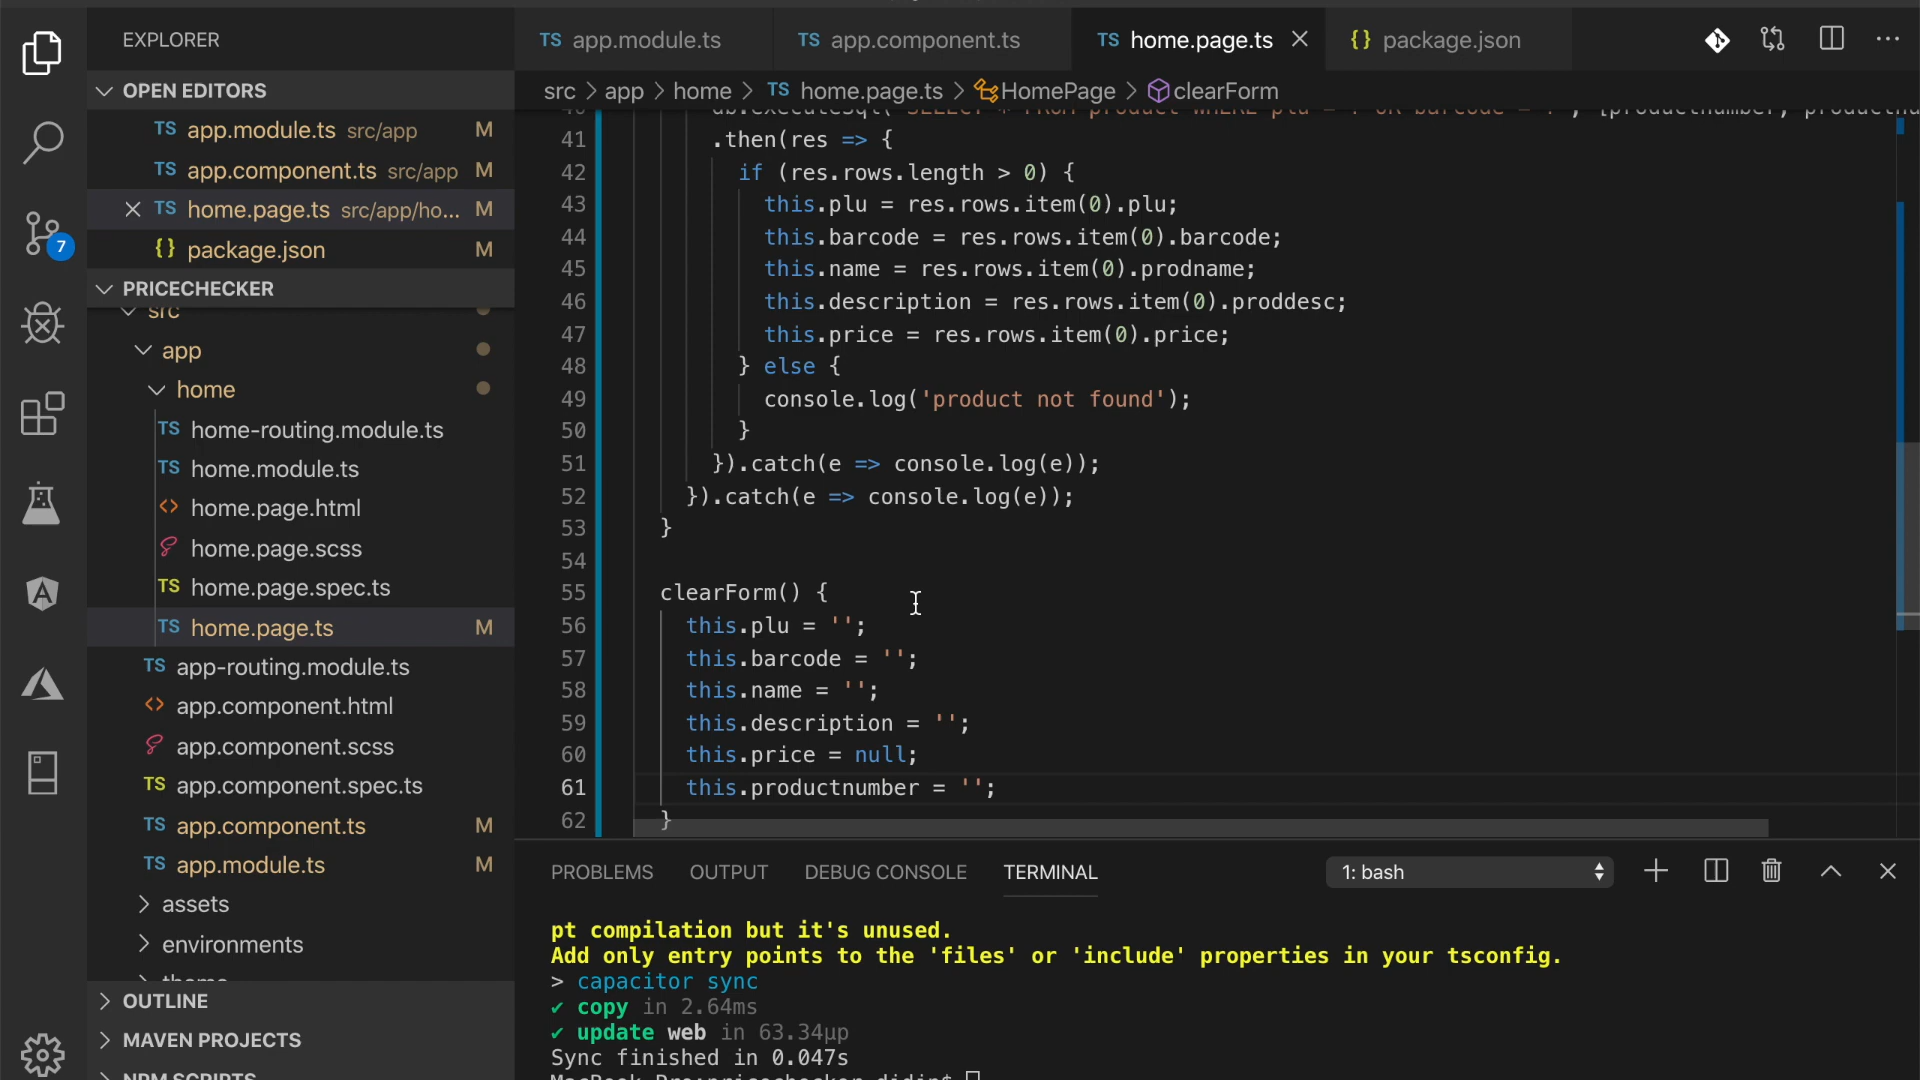 EXPLORER
OPEN EDITORS
TS app.module.ts src/app M
TS app.component.ts src/app M
TS home.page.ts src/app/ho... M
{} package.json M
PRICECHECKER
src
app
home
TS home-routing.module.ts
TS home.module.ts
<> home.page.html
home.page.scss
TS home.page.spec.ts
TS home.page.ts M
TS app-routing.module.ts
<> app.component.html
app.component.scss
TS app.component.spec.ts
TS app.component.ts M
TS app.module.ts M
assets
environments
OUTLINE
MAVEN PROJECTS
NPM SCRIPTS
7
TS app.module.ts
TS app.component.ts
TS home.page.ts
{} package.json
src > app > home > TS home.page.ts > HomePage > clearForm
41 .then(res => {
42 if (res.rows.length > 0) {
43 this.plu = res.rows.item(0).plu;
44 this.barcode = res.rows.item(0).barcode;
45 this.name = res.rows.item(0).prodname;
46 this.description = res.rows.item(0).proddesc;
47 this.price = res.rows.item(0).price;
48 } else {
49 console.log('product not found');
50 }
51 }).catch(e => console.log(e));
52 }).catch(e => console.log(e));
53 }
54
55 clearForm() {
56 this.plu = '';
57 this.barcode = '';
58 this.name = '';
59 this.description = '';
60 this.price = null;
61 this.productnumber = '';
62 }
PROBLEMS OUTPUT DEBUG CONSOLE TERMINAL 1: bash
pt compilation but it's unused.
Add only entry points to the 'files' or 'include' properties in your tsconfig.
> capacitor sync
✔ copy in 2.64ms
✔ update web in 63.34μp
Sync finished in 0.047s